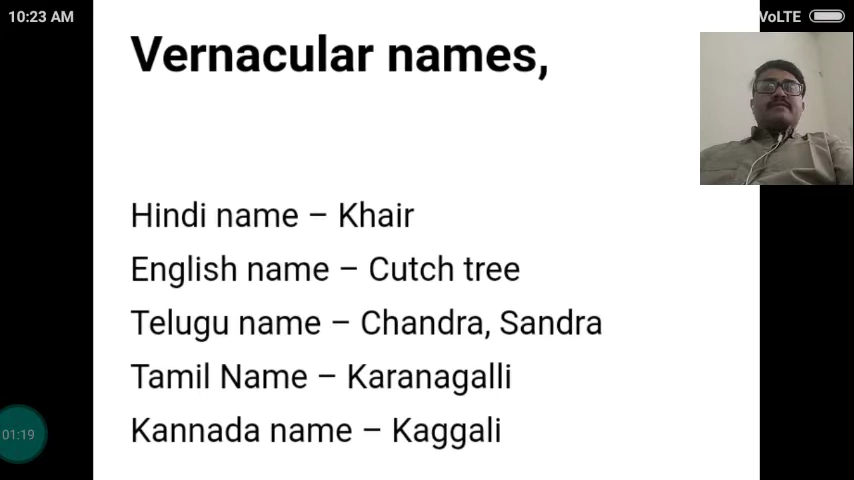 10:23 AM
VoLTE
Vernacular names,
Hindi name – Khair
English name – Cutch tree
Telugu name – Chandra, Sandra
Tamil Name – Karanagalli
Kannada name – Kaggali
01:19